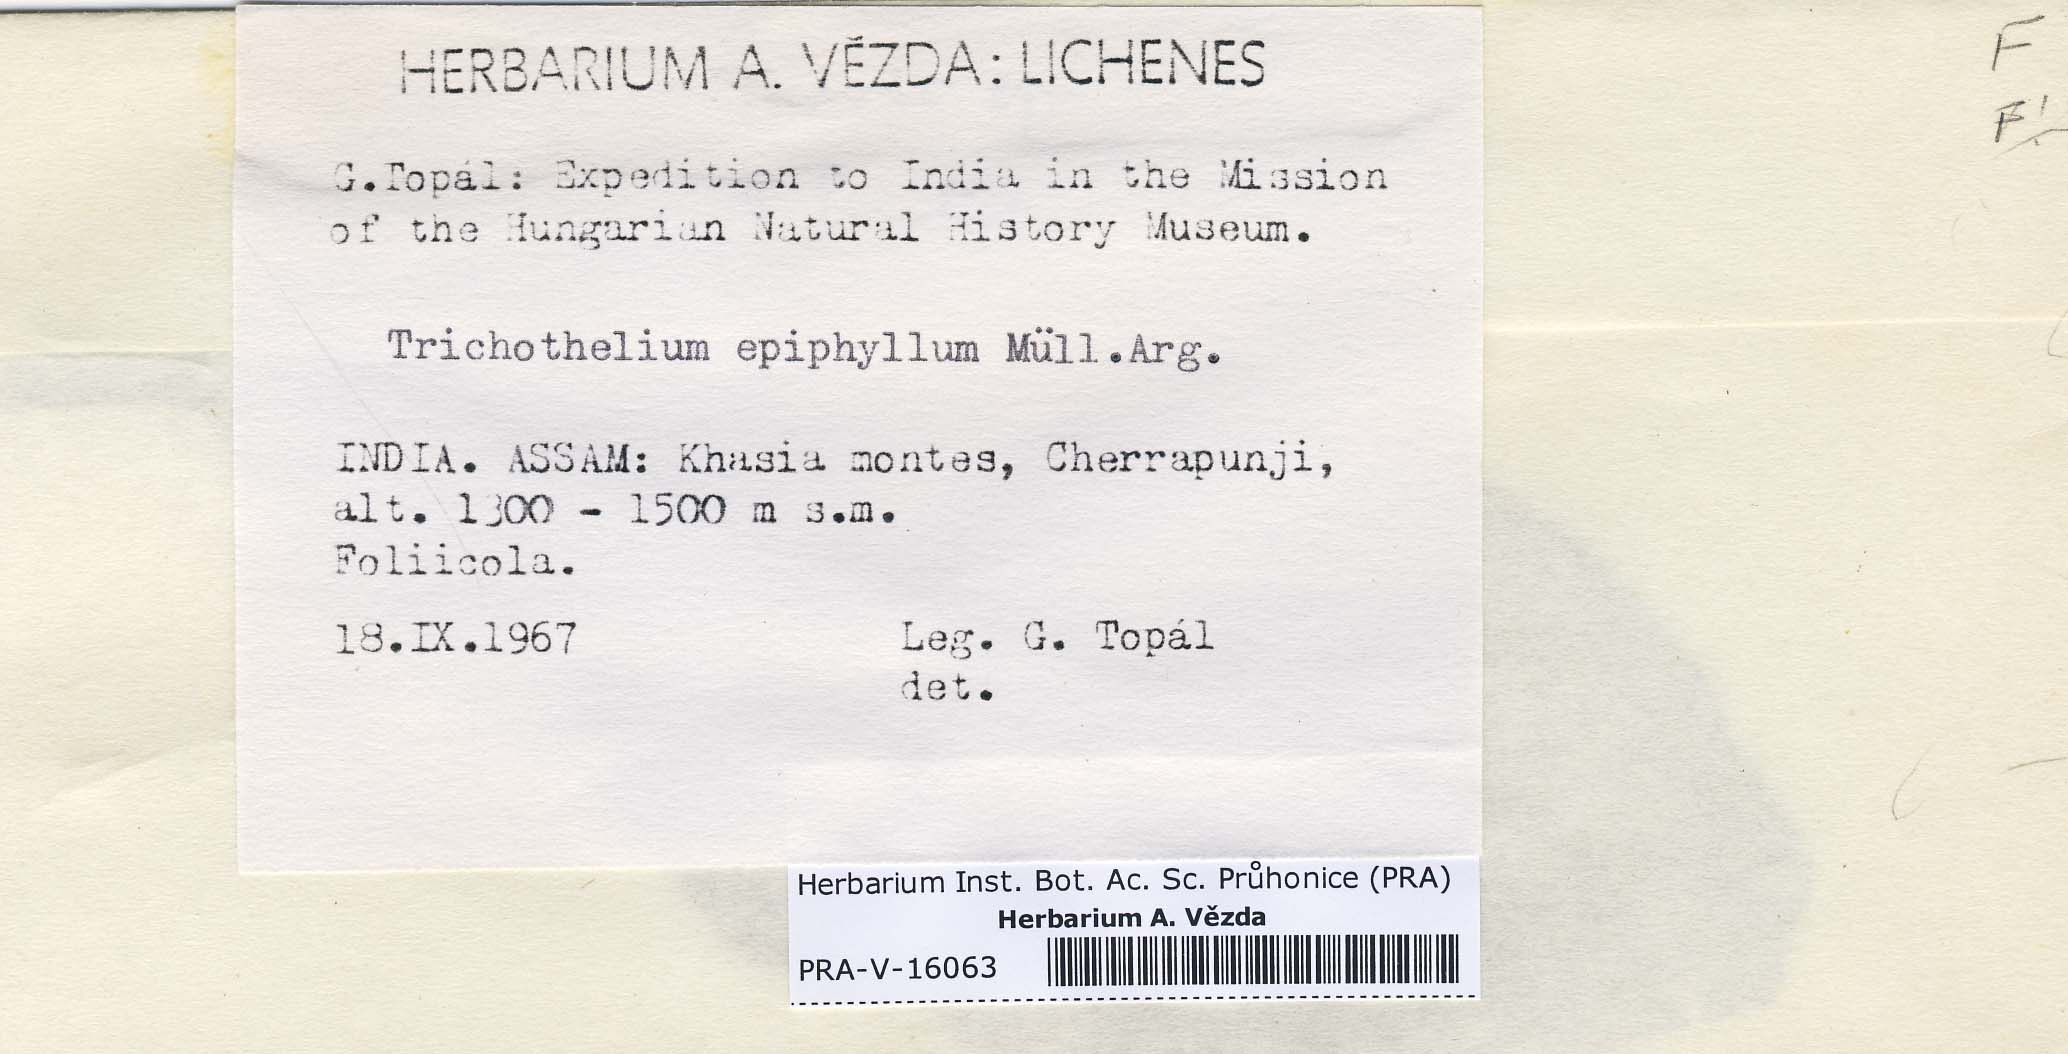 HERBARIUM A. VĚZDA: LICHENES
G.Topál: Expedition to India in the Mission
of the Hungarian Natural History Museum.
Trichothelium epiphyllum Müll.Arg.
INDIA. ASSAM: Khasia montes, Cherrapunji,
alt. 1300 - 1500 m s.m.
Foliicola.
18.IX.1967
Leg. G. Topál
det.
Herbarium Inst. Bot. Ac. Sc. Průhonice (PRA)
Herbarium A. Vězda
PRA-V-16063
F